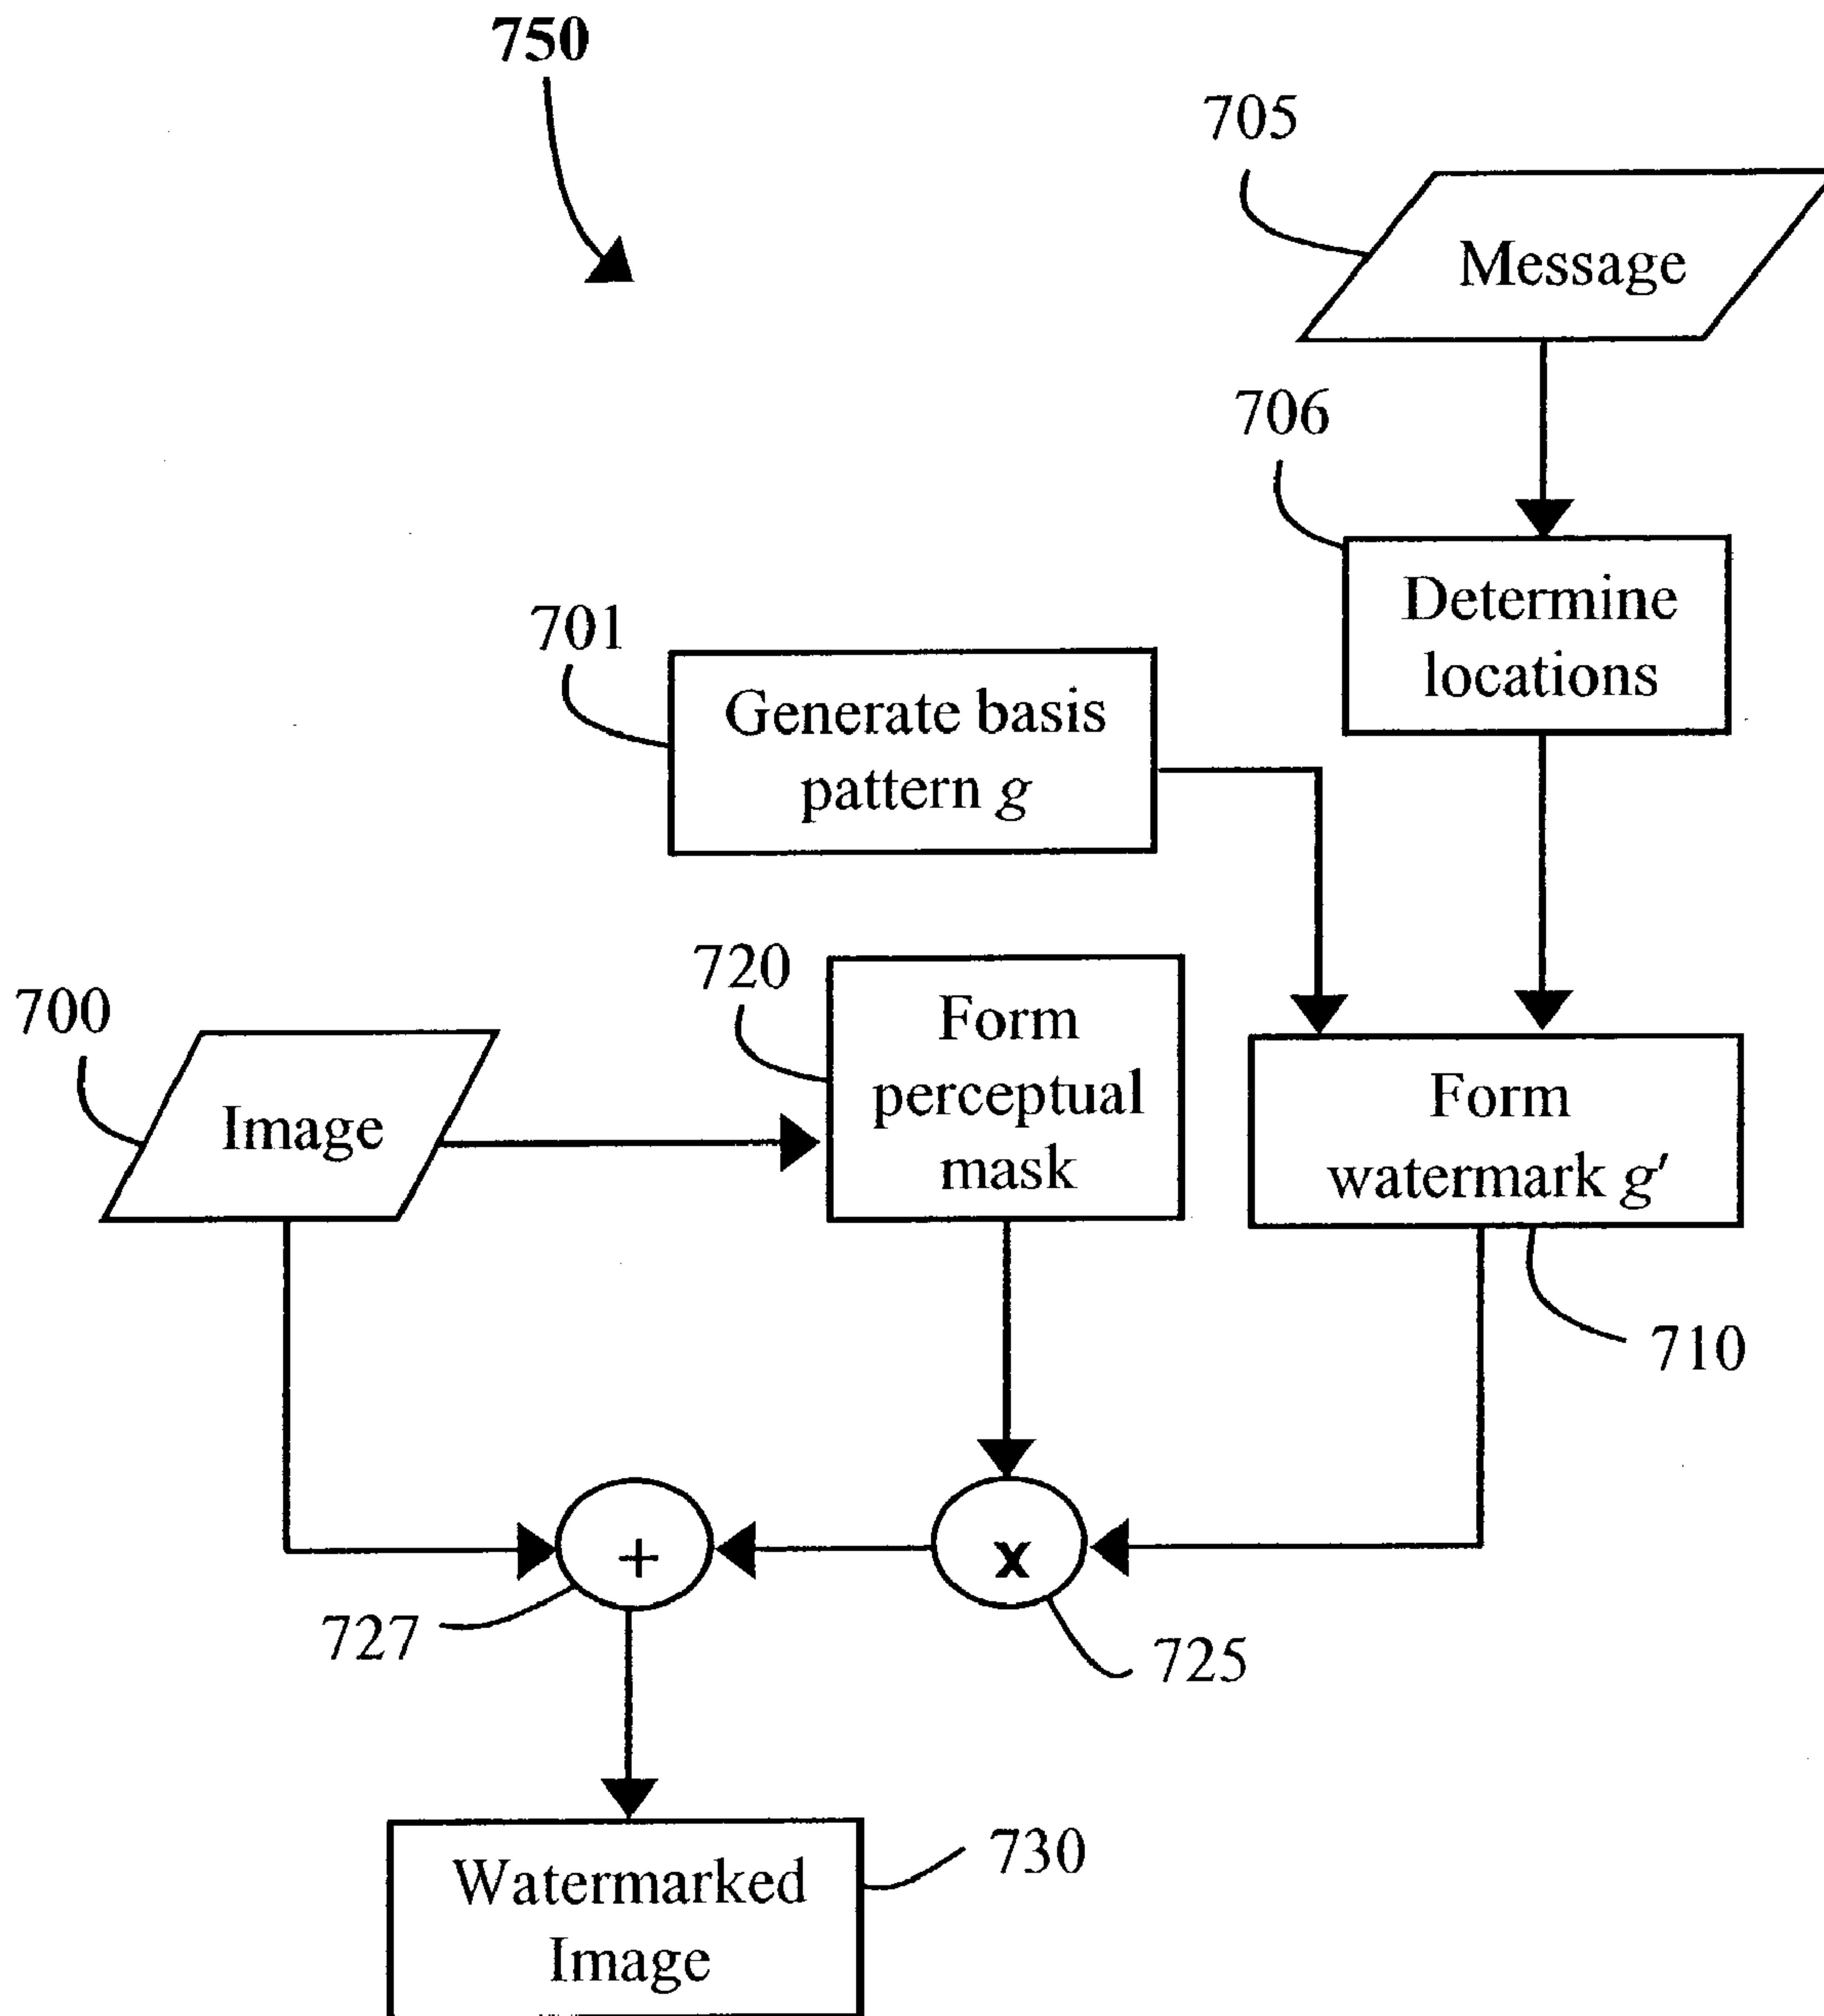 750
705
Message
706
Determine
locations
701
Generate basis
pattern g
720
Form
perceptual
mask
700
Image
Form
watermark g'
710
+
x
727
725
Watermarked
Image
730